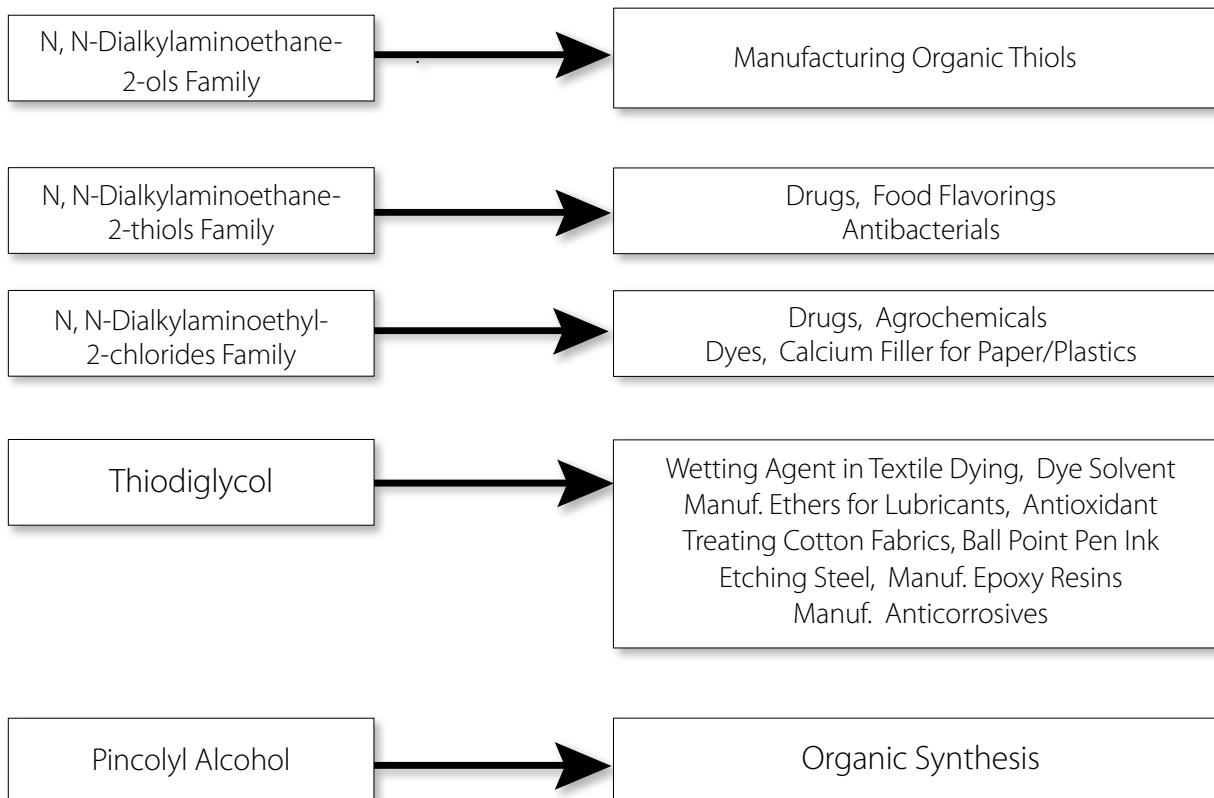 N, N-Dialkylaminoethane-
2-ols Family
Manufacturing Organic Thiols
N, N-Dialkylaminoethane-
2-thiols Family
Drugs, Food Flavorings
Antibacterials
N, N-Dialkylaminoethyl-
2-chlorides Family
Drugs, Agrochemicals
Dyes, Calcium Filler for Paper/Plastics
Thiodiglycol
Wetting Agent in Textile Dying, Dye Solvent
Manuf. Ethers for Lubricants, Antioxidant
Treating Cotton Fabrics, Ball Point Pen Ink
Etching Steel, Manuf. Epoxy Resins
Manuf. Anticorrosives
Pincolyl Alcohol
Organic Synthesis